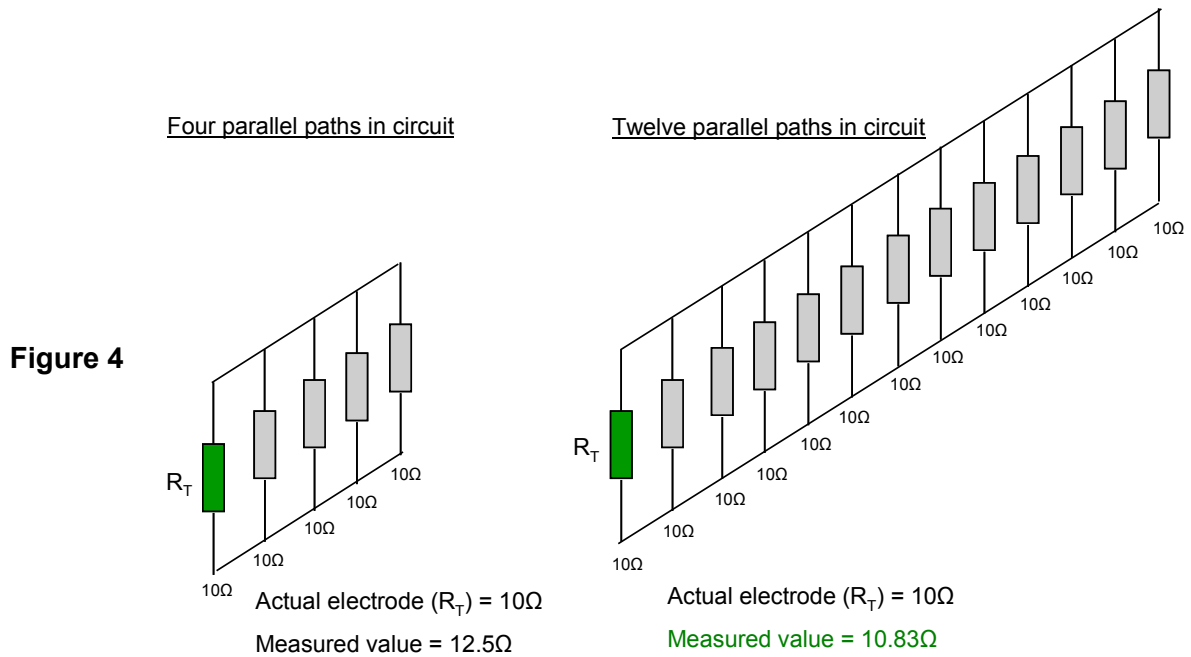 Four parallel paths in circuit
Twelve parallel paths in circuit
Figure 4
R_T
10Ω
10Ω
10Ω
10Ω
10Ω
Actual electrode (R_T) = 10Ω
Measured value = 12.5Ω
R_T
10Ω
10Ω
10Ω
10Ω
10Ω
10Ω
10Ω
10Ω
10Ω
10Ω
10Ω
10Ω
10Ω
Actual electrode (R_T) = 10Ω
Measured value = 10.83Ω